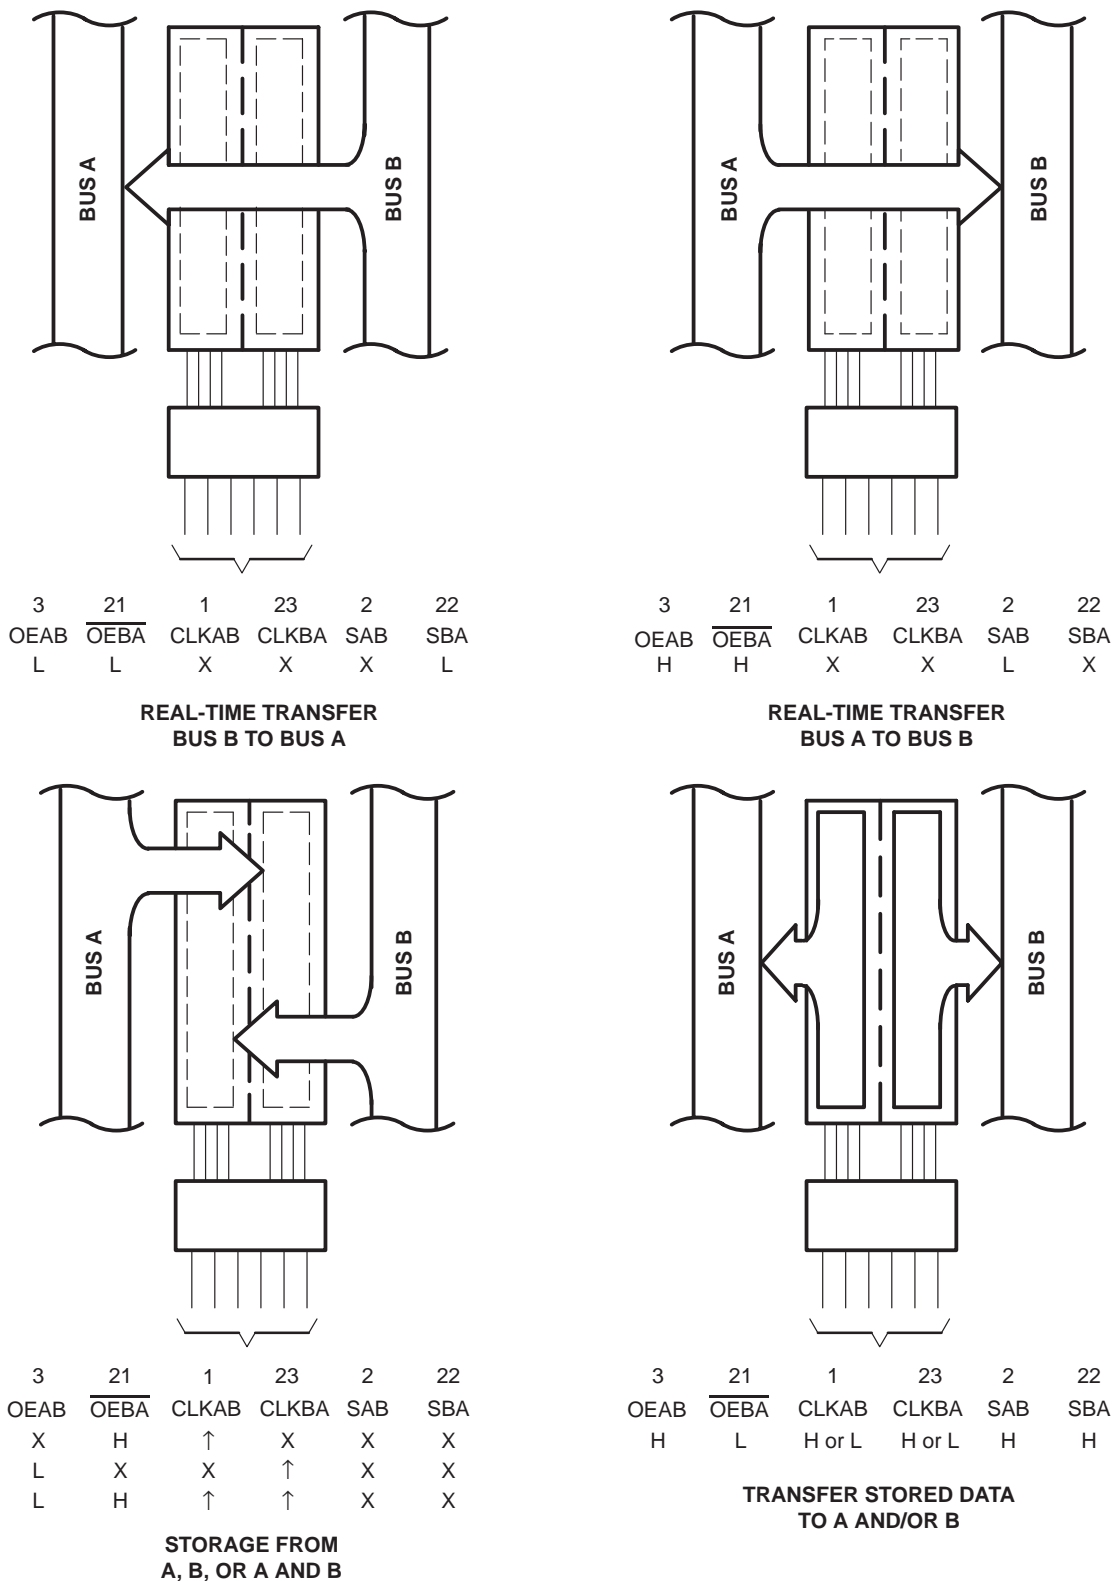 BUS A
BUS B
3 21 1 23 2 22
OEAB OEBA CLKAB CLKBA SAB SBA
L L X X X L
REAL-TIME TRANSFER
BUS B TO BUS A
BUS A
BUS B
3 21 1 23 2 22
OEAB OEBA CLKAB CLKBA SAB SBA
H H X X L X
REAL-TIME TRANSFER
BUS A TO BUS B
BUS A
BUS B
3 21 1 23 2 22
OEAB OEBA CLKAB CLKBA SAB SBA
X H ↑ X X X
L X X ↑ X X
L H ↑ ↑ X X
STORAGE FROM
A, B, OR A AND B
BUS A
BUS B
3 21 1 23 2 22
OEAB OEBA CLKAB CLKBA SAB SBA
H L H or L H or L H H
TRANSFER STORED DATA
TO A AND/OR B